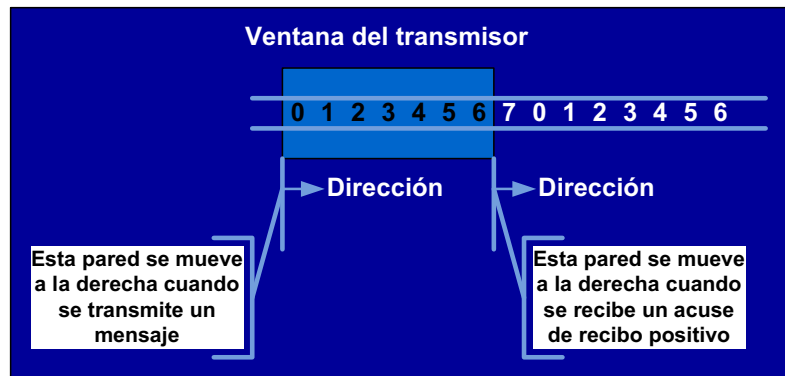 Ventana del transmisor
0 1 2 3 4 5 6 7 0 1 2 3 4 5 6
Dirección
Dirección
Esta pared se mueve
a la derecha cuando
se transmite un
mensaje
Esta pared se mueve
a la derecha cuando
se recibe un acuse
de recibo positivo